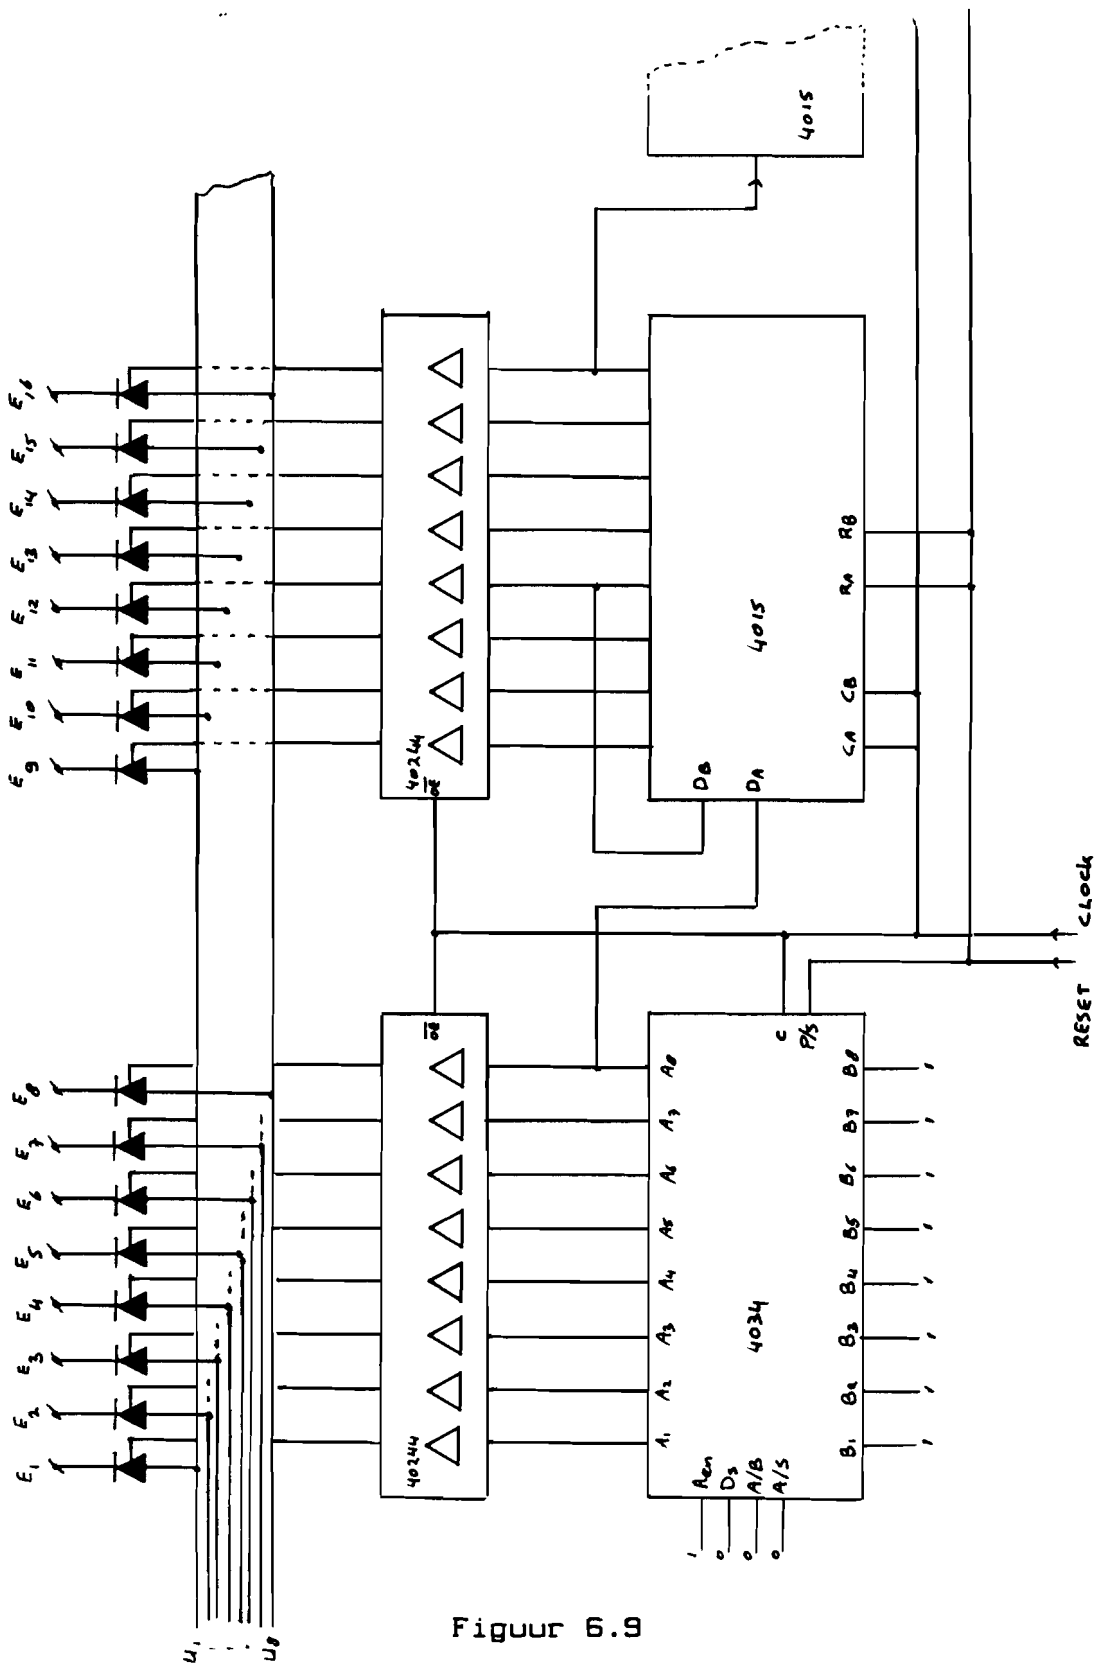 E1 E2 E3 E4 E5 E6 E7 E8 E9 E10 E11 E12 E13 E14 E15 E16
U1 ..... U8
40244 OE
40244 OE
A1 A2 A3 A4 A5 A6 A7 A8
Aen
Ds
A/B
A/S
1
0
0
0
4034
C
P/S
B1 B2 B3 B4 B5 B6 B7 B8
DB
DA
4015
CA CB RA RB
4015
RESET
CLOCK
Figuur 6.9